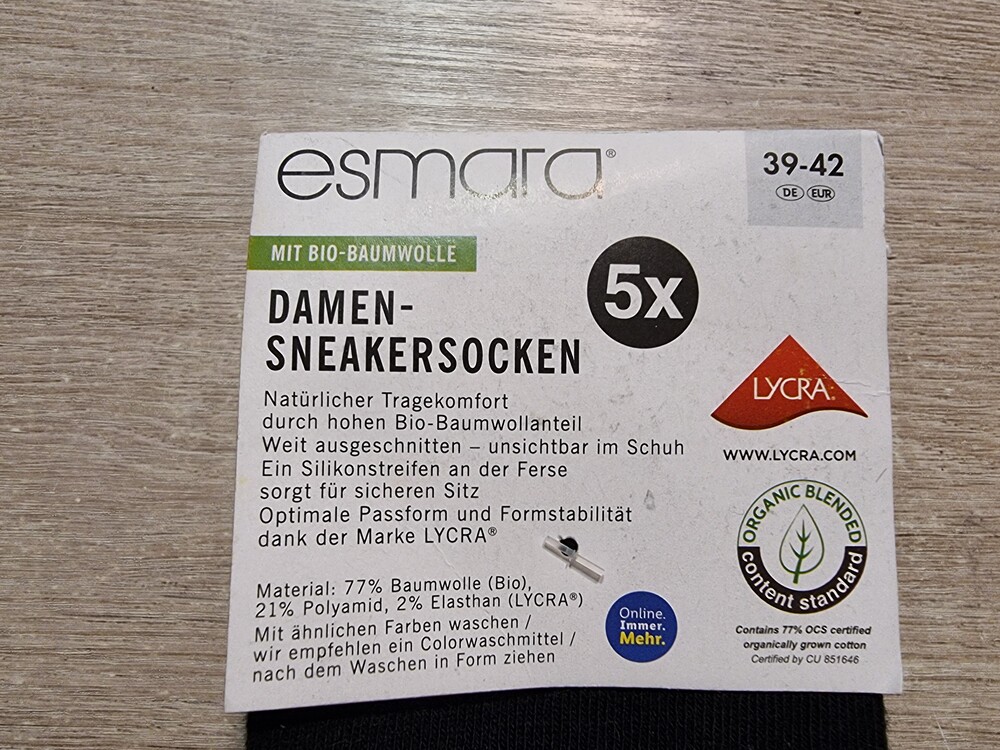 esmara®
39-42
DE EUR
MIT BIO-BAUMWOLLE
5x
DAMEN-
SNEAKERSOCKEN
Natürlicher Tragekomfort
durch hohen Bio-Baumwollanteil
Weit ausgeschnitten – unsichtbar im Schuh
Ein Silikonstreifen an der Ferse
sorgt für sicheren Sitz
Optimale Passform und Formstabilität
dank der Marke LYCRA®
LYCRA®
WWW.LYCRA.COM
ORGANIC BLENDED
content standard
Contains 77% OCS certified
organically grown cotton
Certified by CU 851646
Material: 77% Baumwolle (Bio),
21% Polyamid, 2% Elasthan (LYCRA®)
Mit ähnlichen Farben waschen /
wir empfehlen ein Colorwaschmittel /
nach dem Waschen in Form ziehen
Online.
Immer.
Mehr.